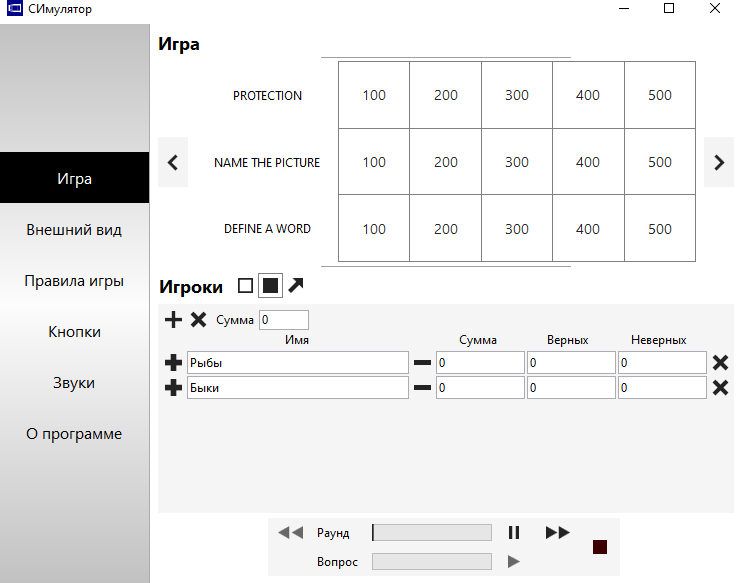 СИмулятор
Игра
PROTECTION 100 200 300 400 500
Игра
NAME THE PICTURE 100 200 300 400 500
Внешний вид
DEFINE A WORD 100 200 300 400 500
Правила игры
Игроки
Сумма 0
Кнопки
Имя Сумма Верных Неверных
Рыбы 0 0 0
Звуки
Быки 0 0 0
О программе
Раунд
Вопрос